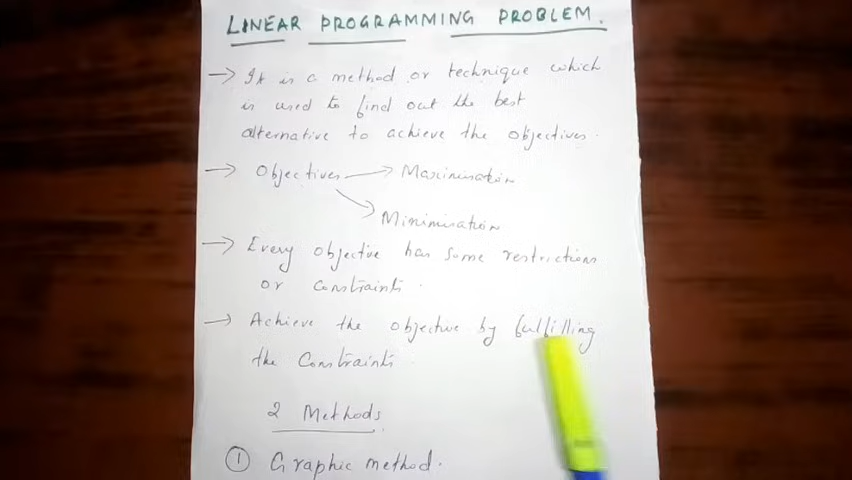 LINEAR PROGRAMMING PROBLEM.
→ It is a method or technique which
is used to find out the best
alternative to achieve the objectives.
→ Objectives → Maximisation
→ Minimisation
→ Every objective has some restrictions
or constraints.
→ Achieve the objective by fulfilling
the constraints.
2 Methods
① Graphic method.